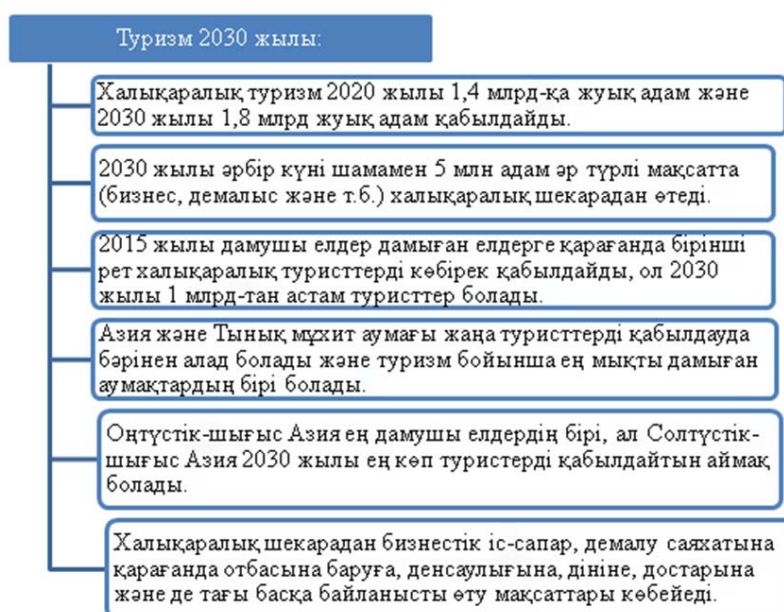 Туризм 2030 жылы:
Халықаралық туризм 2020 жылы 1,4 млрд-қа жуық адам және
2030 жылы 1,8 млрд жуық адам қабылдайды.
2030 жылы әрбір күні шамамен 5 млн адам әр түрлі мақсатта
(бизнес, демалыс және т.б.) халықаралық шекарадан өтеді.
2015 жылы дамушы елдер дамыған елдерге қарағанда бірінші
рет халықаралық туристтерді көбірек қабылдайды, ол 2030
жылы 1 млрд-тан астам туристтер болады.
Азия және Тынық мұхит аумағы жаңа туристтерді қабылдауда
бәрінен алад болады және туризм бойынша ең мықты дамыған
аумақтардың бірі болады.
Оңтүстік-шығыс Азия ең дамушы елдердің бірі, ал Солтүстік-
шығыс Азия 2030 жылы ең көп туристерді қабылдайтын аймақ
болады.
Халықаралық шекарадан бизнестік іс-сапар, демалу саяхатына
қарағанда отбасына баруға, денсаулығына, дініне, достарына
және де тағы басқа байланысты өту мақсаттары көбейеді.